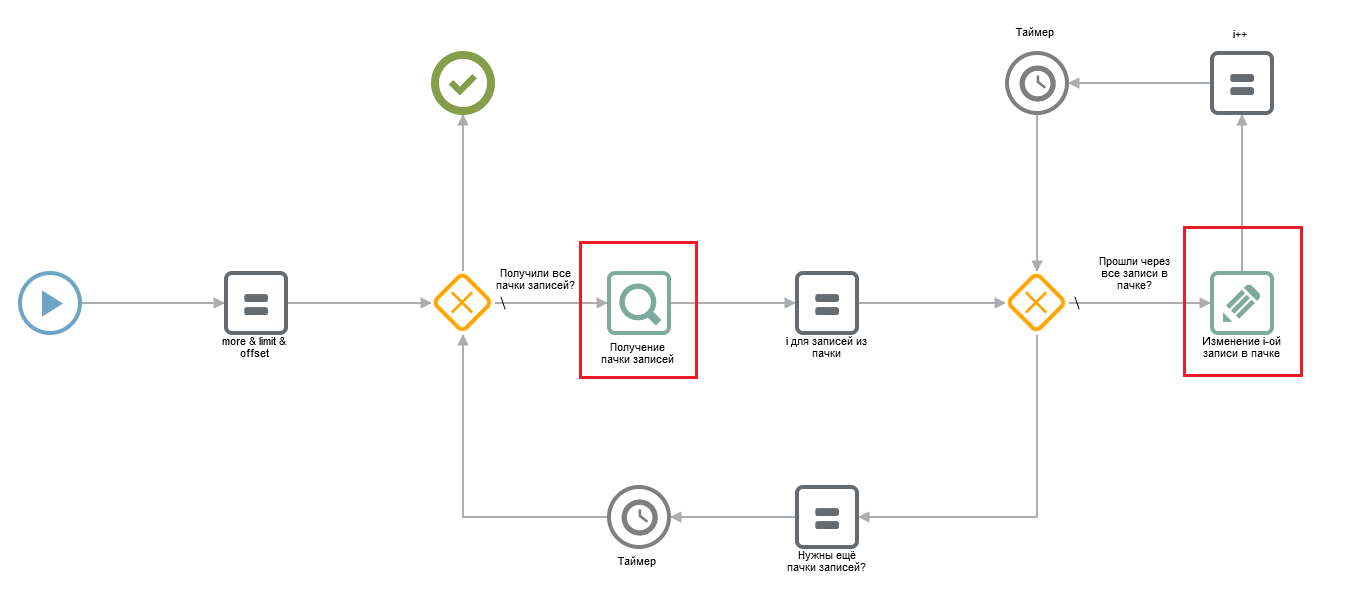 Таймер
i++
Получили все
пачки записей?
Прошли через
все записи в
пачке?
more & limit &
offset
Получение
пачки записей
i для записей из
пачки
Изменение i-ой
записи в пачке
Таймер
Нужны ещё
пачки записей?